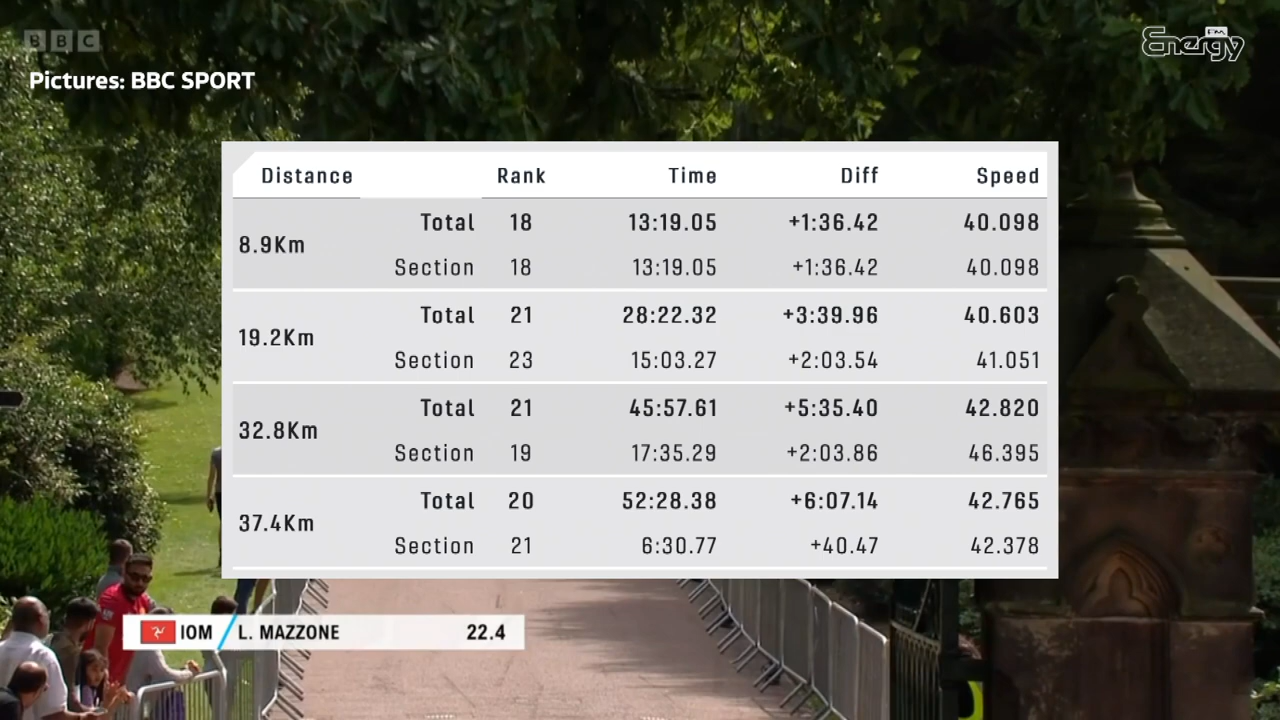 BBC
Energy FM
Pictures: BBC SPORT
Distance Rank Time Diff Speed
8.9Km
Total 18 13:19.05 +1:36.42 40.098
Section 18 13:19.05 +1:36.42 40.098
19.2Km
Total 21 28:22.32 +3:39.96 40.603
Section 23 15:03.27 +2:03.54 41.051
32.8Km
Total 21 45:57.61 +5:35.40 42.820
Section 19 17:35.29 +2:03.86 46.395
37.4Km
Total 20 52:28.38 +6:07.14 42.765
Section 21 6:30.77 +40.47 42.378
IOM L. MAZZONE 22.4